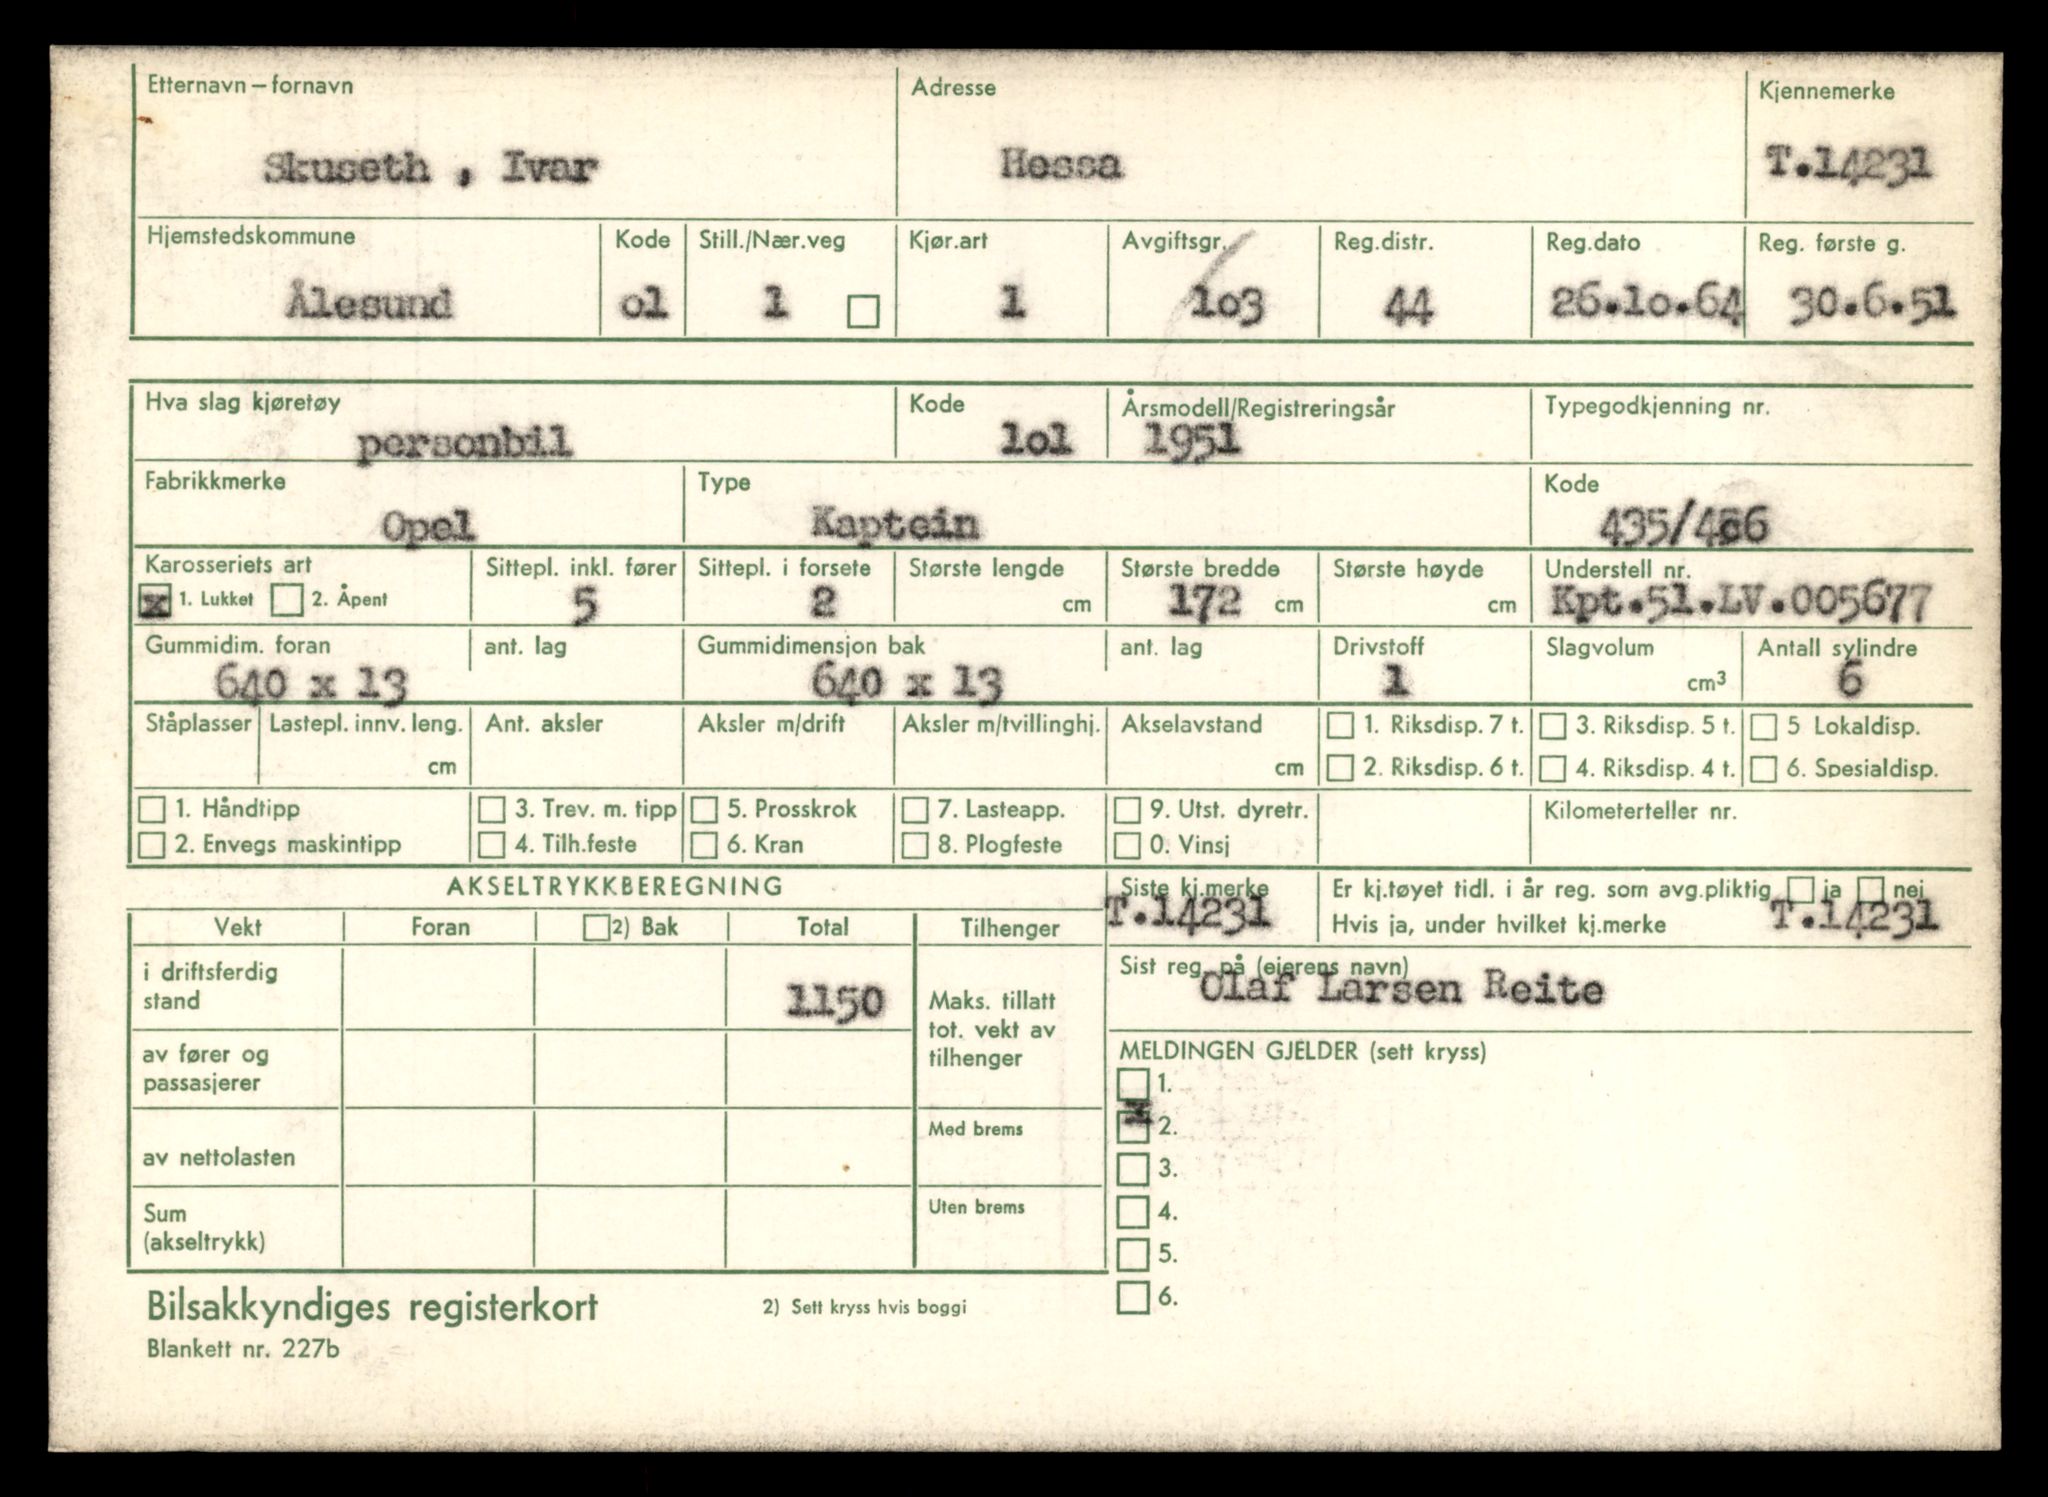 Etternavn – fornavn Adresse Kjennemerke
Skuseth , Ivar Hessa T.14231
Hjemstedskommune Kode Still./Nær.veg Kjør.art Avgiftsgr. Reg.distr. Reg.dato Reg. første g.
Ålesund o1 1 1 1o3 44 26.1o.64 30.6.51
Hva slag kjøretøy Kode Årsmodell/Registreringsår Typegodkjenning nr.
personbil 1o1 1951
Fabrikkmerke Type Kode
Opel Kaptein
Karosseriets art Sittepl. inkl. fører Sittepl. i forsete Største lengde Største bredde Største høyde Understell nr.
x 1. Lukket 2. Åpent 5 2 cm 172 cm cm Kpt.51.LV.005677
Gummidim. foran ant. lag Gummidimensjon bak ant. lag Drivstoff Slagvolum Antall sylindre
640 x 13 640 x 13 1 cm³ 6
Ståplasser Lastepl. innv. leng. Ant. aksler Aksler m/drift Aksler m/tvillinghj. Akselavstand 1. Riksdisp. 7 t. 3. Riksdisp. 5 t. 5 Lokaldisp.
cm cm 2. Riksdisp. 6 t. 4. Riksdisp. 4 t. 6. Spesialdisp.
1. Håndtipp 3. Trev. m. tipp 5. Prosskrok 7. Lasteapp. 9. Utst. dyretr. Kilometerteller nr.
2. Envegs maskintipp 4. Tilh.feste 6. Kran 8. Plogfeste 0. Vinsj
AKSELTRYKKBEREGNING Siste kj.merke Er kj.tøyet tidl. i år reg. som avg.pliktig ja nei
T.14231 Hvis ja, under hvilket kj.merke T.14231
Vekt Foran 2) Bak Total Tilhenger
Sist reg. på (eierens navn)
Olaf Larsen Reite
i driftsferdig
stand 1150
Maks. tillatt
tot. vekt av
tilhenger
av fører og
passasjerer
MELDINGEN GJELDER (sett kryss)
1.
x 2.
Med brems
av nettolasten
3.
Uten brems
Sum
(akseltrykk)
4.
5.
6.
Bilsakkyndiges registerkort 2) Sett kryss hvis boggi
Blankett nr. 227b